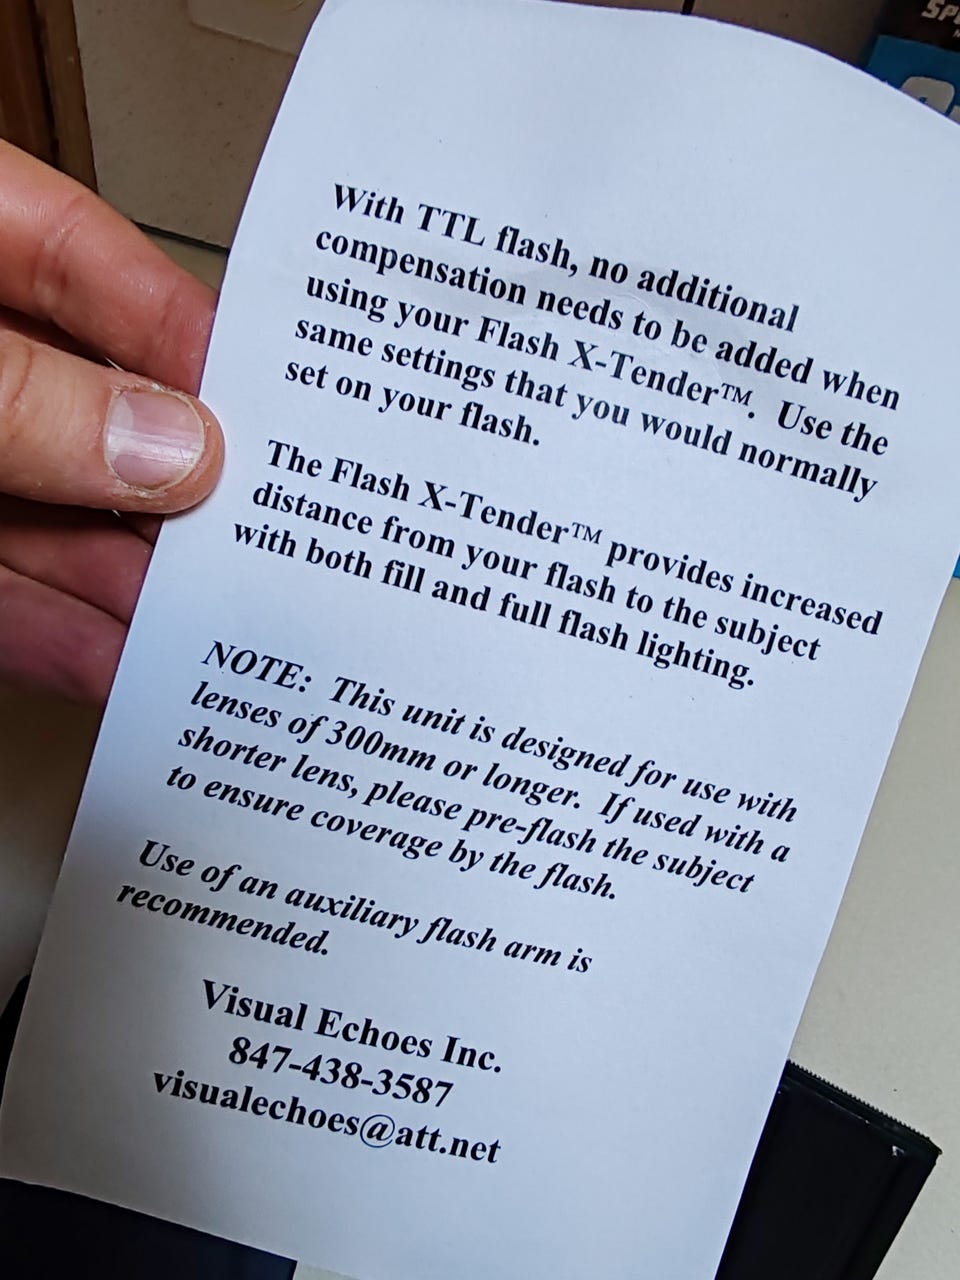 With TTL flash, no additional
compensation needs to be added when
using your Flash X-Tender™. Use the
same settings that you would normally
set on your flash.
The Flash X-Tender™ provides increased
distance from your flash to the subject
with both fill and full flash lighting.
NOTE: This unit is designed for use with
lenses of 300mm or longer. If used with a
shorter lens, please pre-flash the subject
to ensure coverage by the flash.
Use of an auxiliary flash arm is
recommended.
Visual Echoes Inc.
847-438-3587
visualechoes@att.net